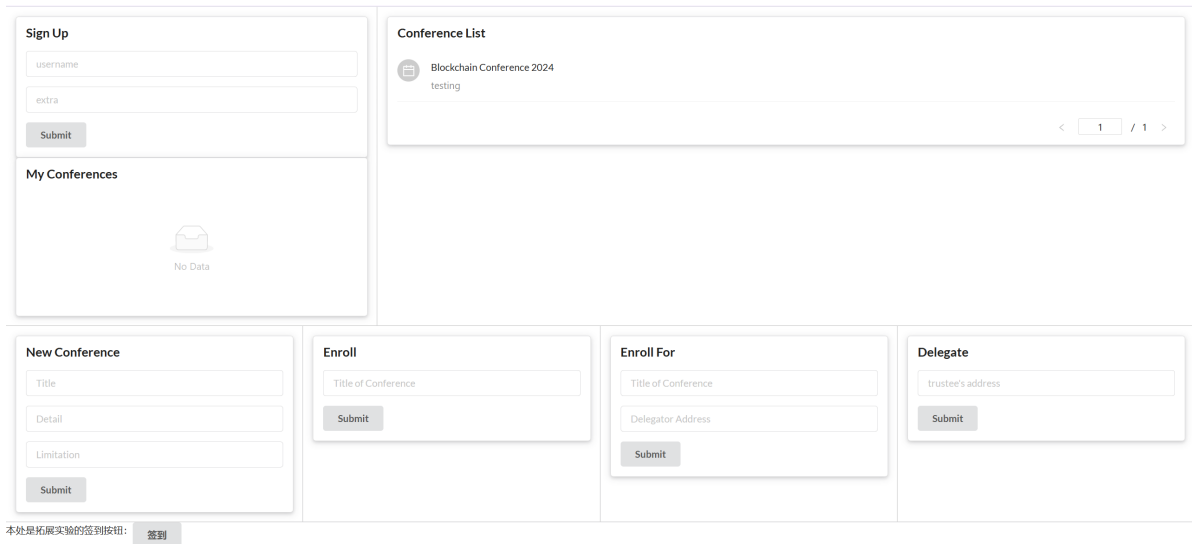 Sign Up
username
extra
Submit
My Conferences
No Data
Conference List
Blockchain Conference 2024
testing
< 1 / 1 >
New Conference
Title
Detail
Limitation
Submit
Enroll
Title of Conference
Submit
Enroll For
Title of Conference
Delegator Address
Submit
Delegate
trustee's address
Submit
本处是拓展实验的签到按钮： 签到